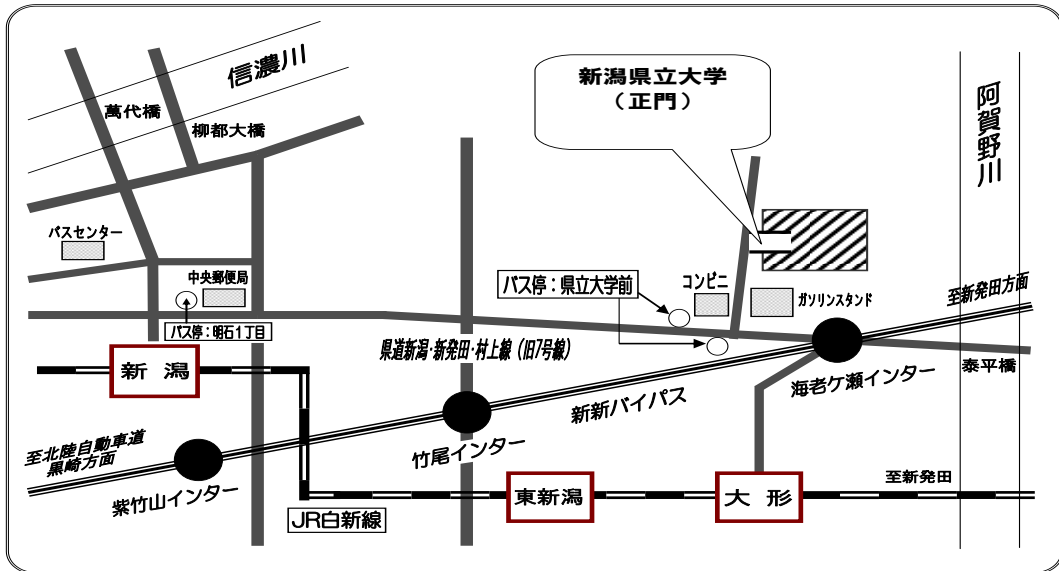 信濃川
萬代橋
柳都大橋
新潟県立大学
(正門)
阿賀野川
バスセンター
中央郵便局
バス停:明石1丁目
バス停:県立大学前
コンビニ
ガソリンスタンド
至新発田方面
県道新潟・新発田・村上線(旧7号線)
泰平橋
新潟
海老ケ瀬インター
新新バイパス
竹尾インター
至北陸自動車道
黒崎方面
紫竹山インター
至新発田
東新潟
大形
JR白新線